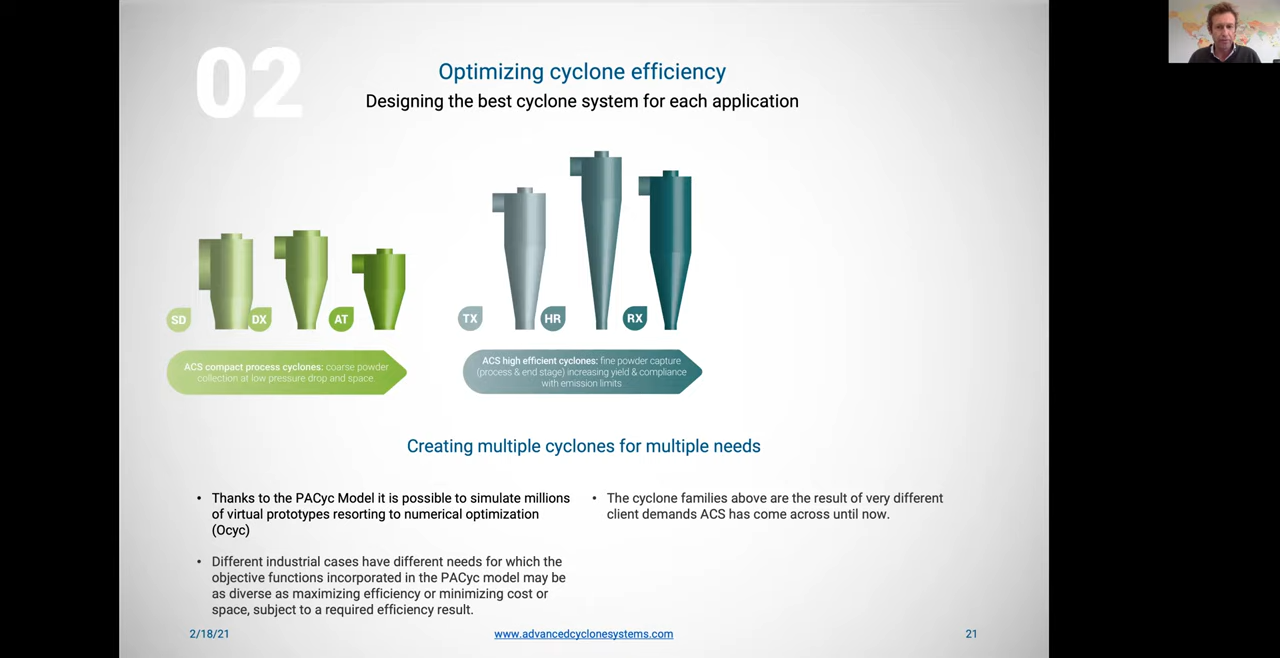 02
Optimizing cyclone efficiency
Designing the best cyclone system for each application
SD
DX
AT
TX
HR
RX
ACS compact process cyclones: coarse powder
collection at low pressure drop and space.
ACS high efficient cyclones: fine powder capture
(process & end stage) increasing yield & compliance
with emission limits
Creating multiple cyclones for multiple needs
• Thanks to the PACyc Model it is possible to simulate millions
of virtual prototypes resorting to numerical optimization
(Ocyc)
• Different industrial cases have different needs for which the
objective functions incorporated in the PACyc model may be
as diverse as maximizing efficiency or minimizing cost or
space, subject to a required efficiency result.
• The cyclone families above are the result of very different
client demands ACS has come across until now.
2/18/21
www.advancedcyclonesystems.com
21